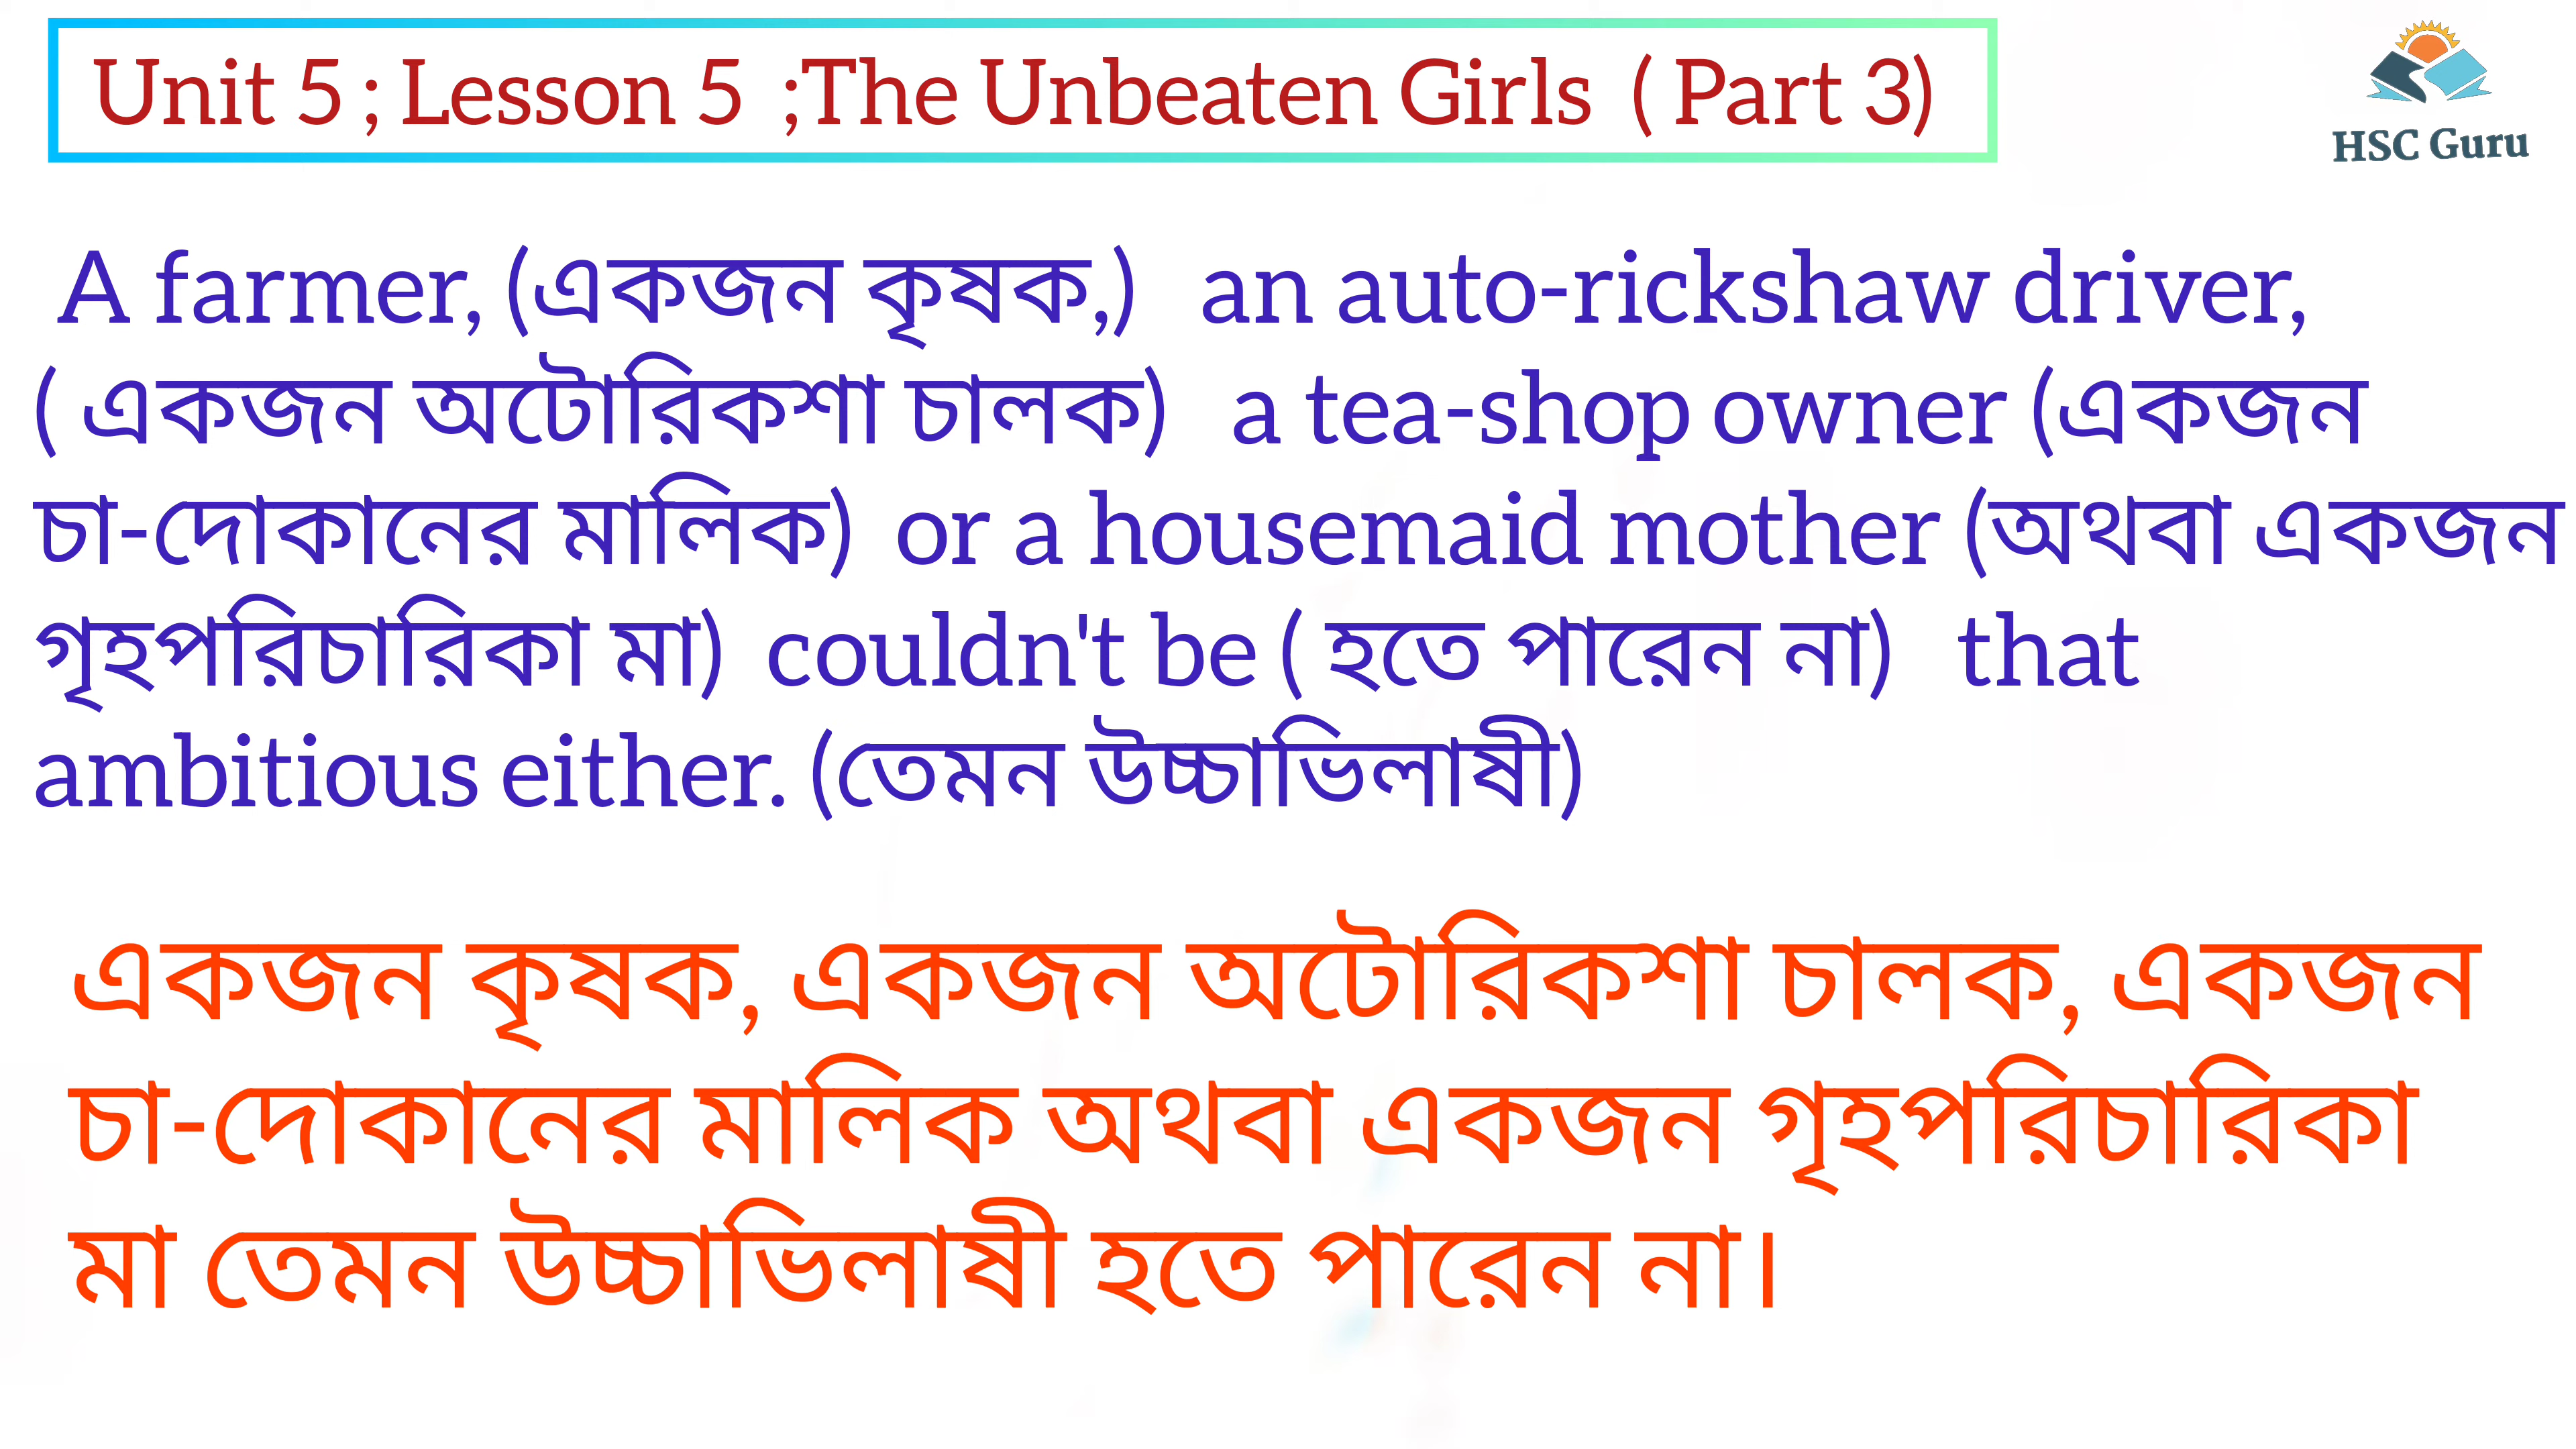 Unit 5 ; Lesson 5 ;The Unbeaten Girls ( Part 3)
HSC Guru
A farmer, (একজন কৃষক,) an auto-rickshaw driver,
( একজন অটোরিকশা চালক) a tea-shop owner (একজন
চা-দোকানের মালিক) or a housemaid mother (অথবা একজন
গৃহপরিচারিকা মা) couldn't be ( হতে পারেন না) that
ambitious either. (তেমন উচ্চাভিলাষী)
একজন কৃষক, একজন অটোরিকশা চালক, একজন
চা-দোকানের মালিক অথবা একজন গৃহপরিচারিকা
মা তেমন উচ্চাভিলাষী হতে পারেন না।